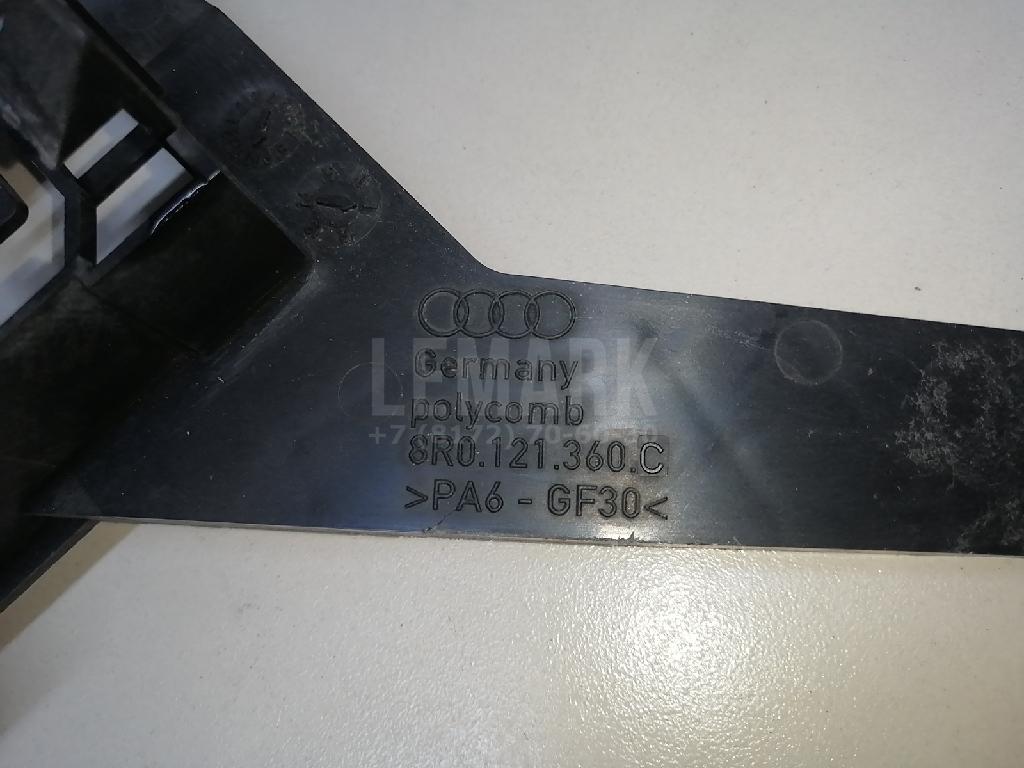 Germany
LEMARK
polycomb
8R0.121.360.C
>PA6 - GF30<